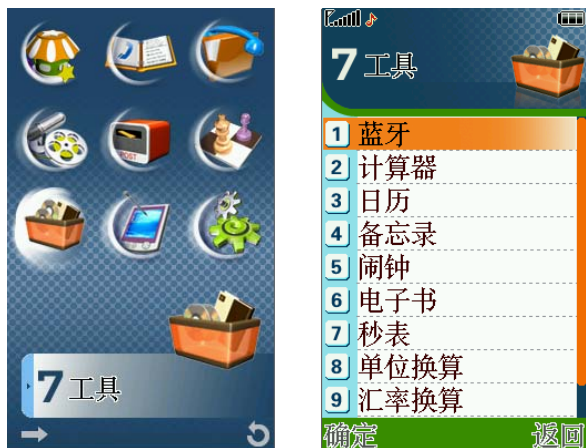 POST
7 工具
7 工具
1 蓝牙
2 计算器
3 日历
4 备忘录
5 闹钟
6 电子书
7 秒表
8 单位换算
9 汇率换算
确定 返回